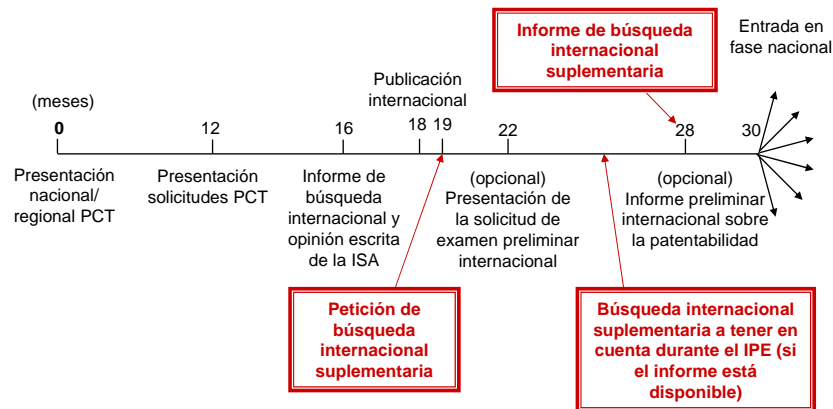 Informe de búsqueda
internacional
suplementaria
Entrada en
fase nacional
Publicación
internacional
(meses)
0
12
16
18
19
22
28
30
Presentación
nacional/
regional PCT
Presentación
solicitudes PCT
Informe de
búsqueda
internacional y
opinión escrita
de la ISA
(opcional)
Presentación de
la solicitud de
examen preliminar
internacional
(opcional)
Informe preliminar
internacional sobre
la patentabilidad
Petición de
búsqueda
internacional
suplementaria
Búsqueda internacional
suplementaria a tener en
cuenta durante el IPE (si
el informe está
disponible)